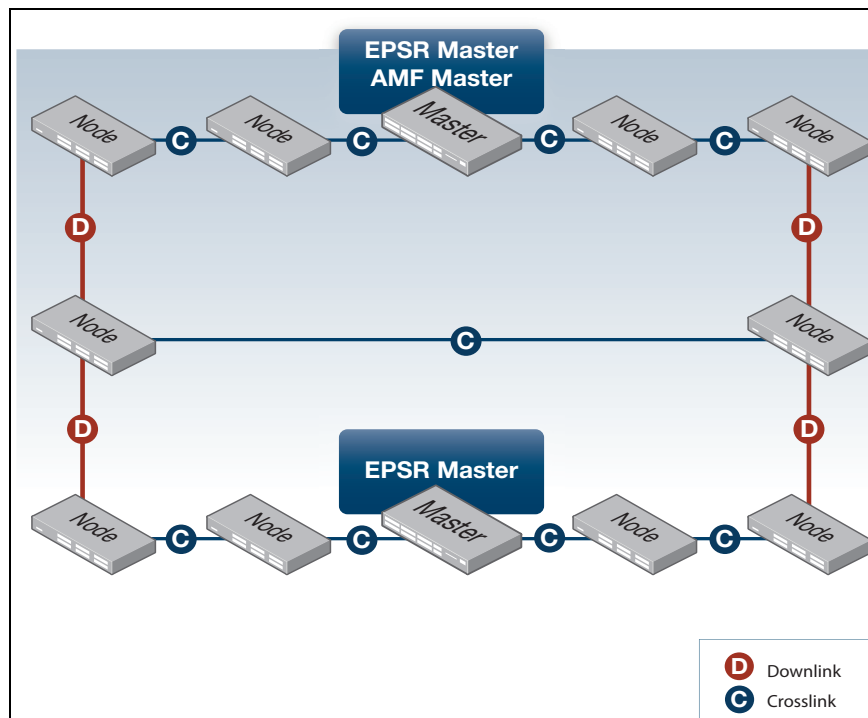 EPSR Master
AMF Master
Node
Node
Master
Node
Node
C
C
C
C
D
D
Node
C
Node
D
D
EPSR Master
Node
Node
Master
Node
Node
C
C
C
C
D Downlink
C Crosslink